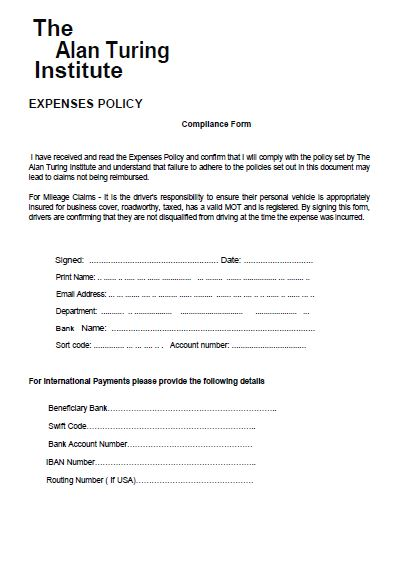 The
Alan Turing
Institute
EXPENSES POLICY
Compliance Form
I have received and read the Expenses Policy and confirm that I will comply with the policy set by The
Alan Turing Institute and understand that failure to adhere to the policies set out in this document may
lead to claims not being reimbursed.
For Mileage Claims - It is the driver's responsibility to ensure their personal vehicle is appropriately
insured for business cover, roadworthy, taxed, has a valid MOT and is registered. By signing this form,
drivers are confirming that they are not disqualified from driving at the time the expense was incurred.
Signed: ........................................................ Date: ..............................
Print Name: .......................................................................................
Email Address: ...................................................................................
Department: .......................................................................................
Bank Name: .......................................................................................
Sort code: .............................. Account number: ................................
For International Payments please provide the following details
Beneficiary Bank……………………………………………………..
Swift Code……………………………………………………..
Bank Account Number………………………………………..
IBAN Number…………………………………………………..
Routing Number ( If USA)……………………………………